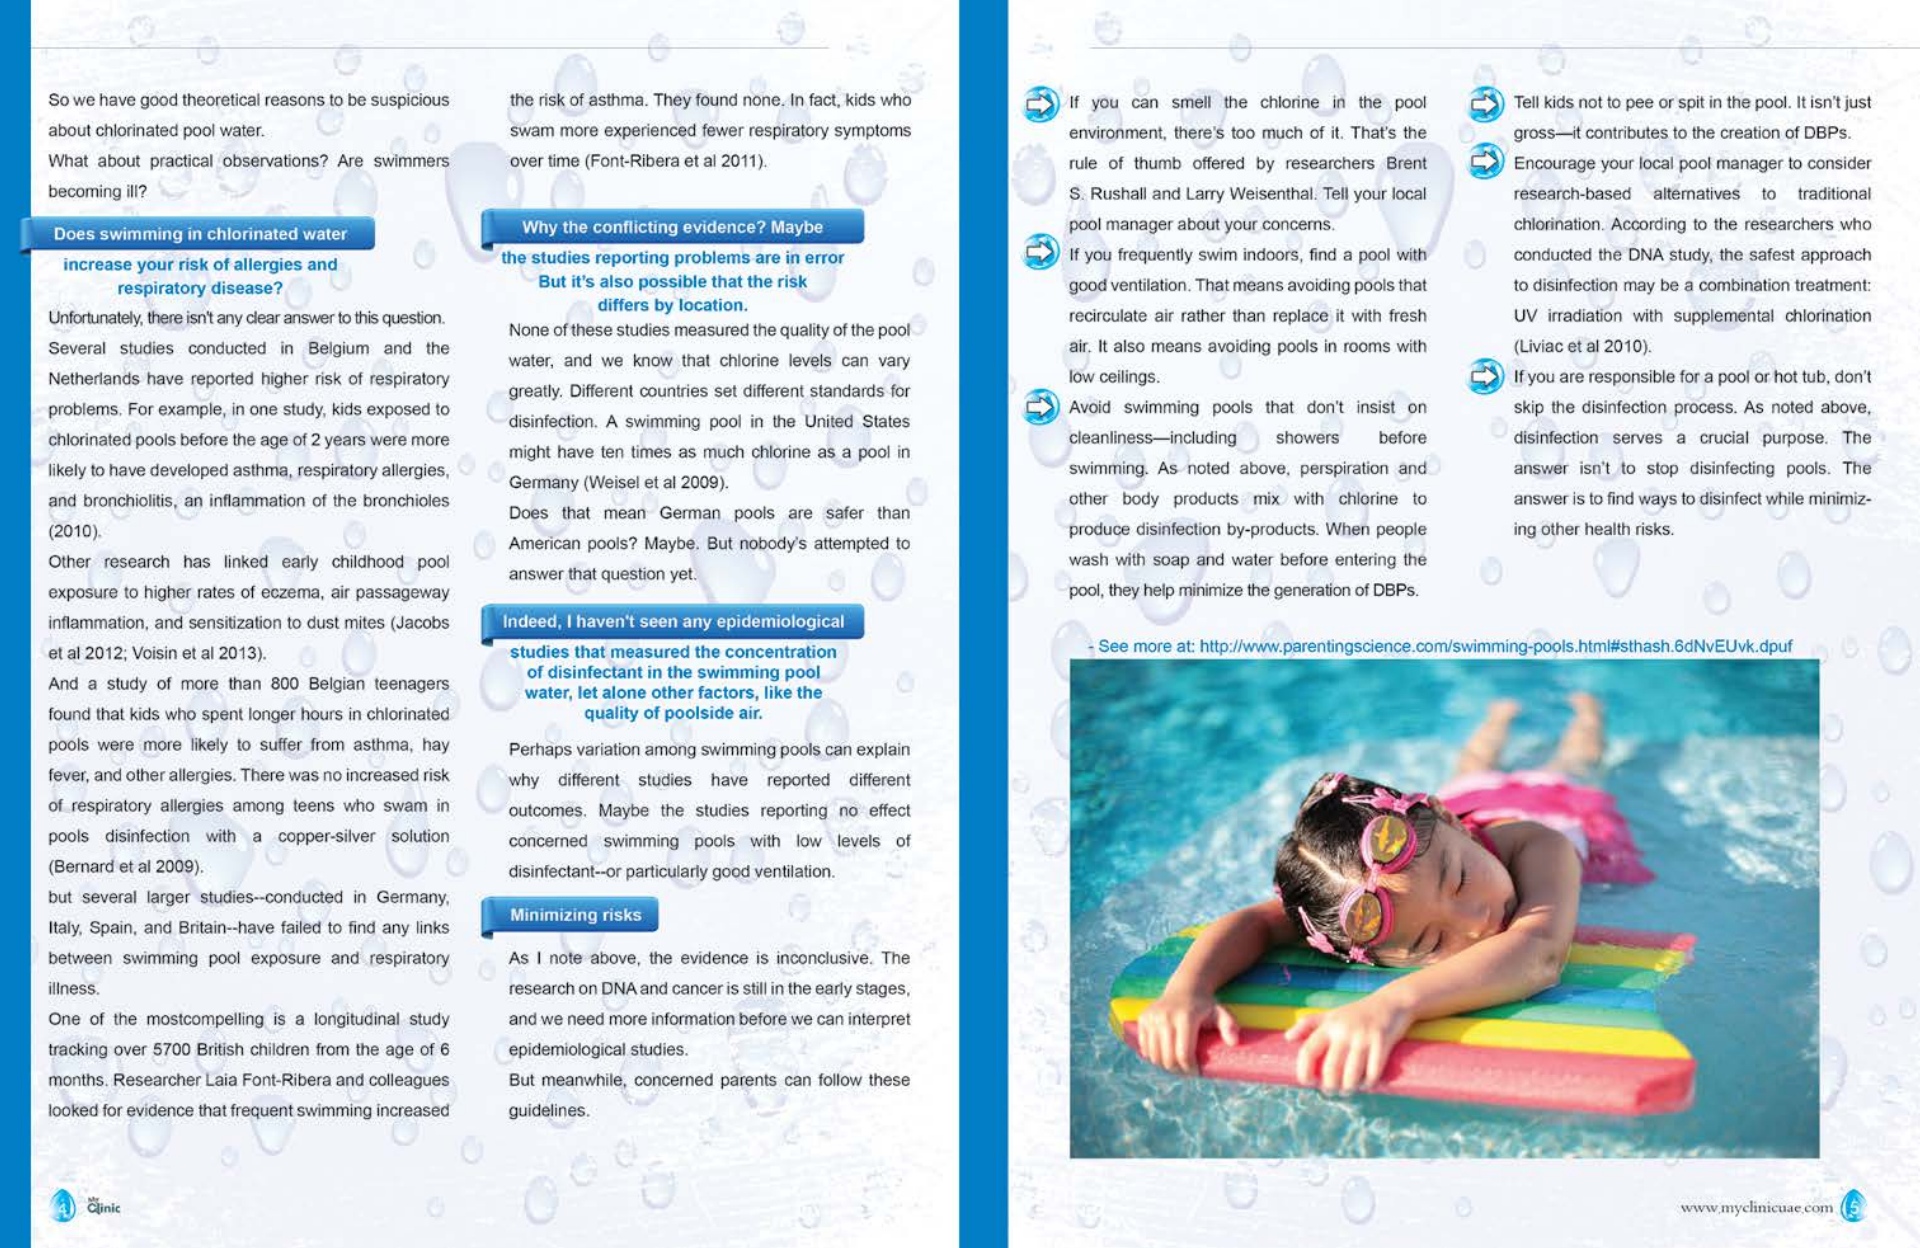 So we have good theoretical reasons to be suspicious
about chlorinated pool water.
What about practical observations? Are swimmers
becoming ill?
Does swimming in chlorinated water
increase your risk of allergies and
respiratory disease?
Unfortunately, there isn't any clear answer to this question.
Several studies conducted in Belgium and the
Netherlands have reported higher risk of respiratory
problems. For example, in one study, kids exposed to
chlorinated pools before the age of 2 years were more
likely to have developed asthma, respiratory allergies,
and bronchiolitis, an inflammation of the bronchioles
(2010).
Other research has linked early childhood pool
exposure to higher rates of eczema, air passageway
inflammation, and sensitization to dust mites (Jacobs
et al 2012; Voisin et al 2013).
And a study of more than 800 Belgian teenagers
found that kids who spent longer hours in chlorinated
pools were more likely to suffer from asthma, hay
fever, and other allergies. There was no increased risk
of respiratory allergies among teens who swam in
pools disinfection with a copper-silver solution
(Bernard et al 2009).
but several larger studies--conducted in Germany,
Italy, Spain, and Britain--have failed to find any links
between swimming pool exposure and respiratory
illness.
One of the mostcompelling is a longitudinal study
tracking over 5700 British children from the age of 6
months. Researcher Laia Font-Ribera and colleagues
looked for evidence that frequent swimming increased
the risk of asthma. They found none. In fact, kids who
swam more experienced fewer respiratory symptoms
over time (Font-Ribera et al 2011).
Why the conflicting evidence? Maybe
the studies reporting problems are in error
But it's also possible that the risk
differs by location.
None of these studies measured the quality of the pool
water, and we know that chlorine levels can vary
greatly. Different countries set different standards for
disinfection. A swimming pool in the United States
might have ten times as much chlorine as a pool in
Germany (Weisel et al 2009).
Does that mean German pools are safer than
American pools? Maybe. But nobody's attempted to
answer that question yet.
Indeed, I haven't seen any epidemiological
studies that measured the concentration
of disinfectant in the swimming pool
water, let alone other factors, like the
quality of poolside air.
Perhaps variation among swimming pools can explain
why different studies have reported different
outcomes. Maybe the studies reporting no effect
concerned swimming pools with low levels of
disinfectant--or particularly good ventilation.
Minimizing risks
As I note above, the evidence is inconclusive. The
research on DNA and cancer is still in the early stages,
and we need more information before we can interpret
epidemiological studies.
But meanwhile, concerned parents can follow these
guidelines.
4
My
Clinic
If you can smell the chlorine in the pool
environment, there's too much of it. That's the
rule of thumb offered by researchers Brent
S. Rushall and Larry Weisenthal. Tell your local
pool manager about your concerns.
If you frequently swim indoors, find a pool with
good ventilation. That means avoiding pools that
recirculate air rather than replace it with fresh
air. It also means avoiding pools in rooms with
low ceilings.
Avoid swimming pools that don't insist on
cleanliness—including showers before
swimming. As noted above, perspiration and
other body products mix with chlorine to
produce disinfection by-products. When people
wash with soap and water before entering the
pool, they help minimize the generation of DBPs.
Tell kids not to pee or spit in the pool. It isn't just
gross—it contributes to the creation of DBPs.
Encourage your local pool manager to consider
research-based alternatives to traditional
chlorination. According to the researchers who
conducted the DNA study, the safest approach
to disinfection may be a combination treatment:
UV irradiation with supplemental chlorination
(Liviac et al 2010).
If you are responsible for a pool or hot tub, don't
skip the disinfection process. As noted above,
disinfection serves a crucial purpose. The
answer isn't to stop disinfecting pools. The
answer is to find ways to disinfect while minimiz-
ing other health risks.
- See more at: http://www.parentingscience.com/swimming-pools.html#sthash.6dNvEUvk.dpuf
www.myclinicuae.com
5